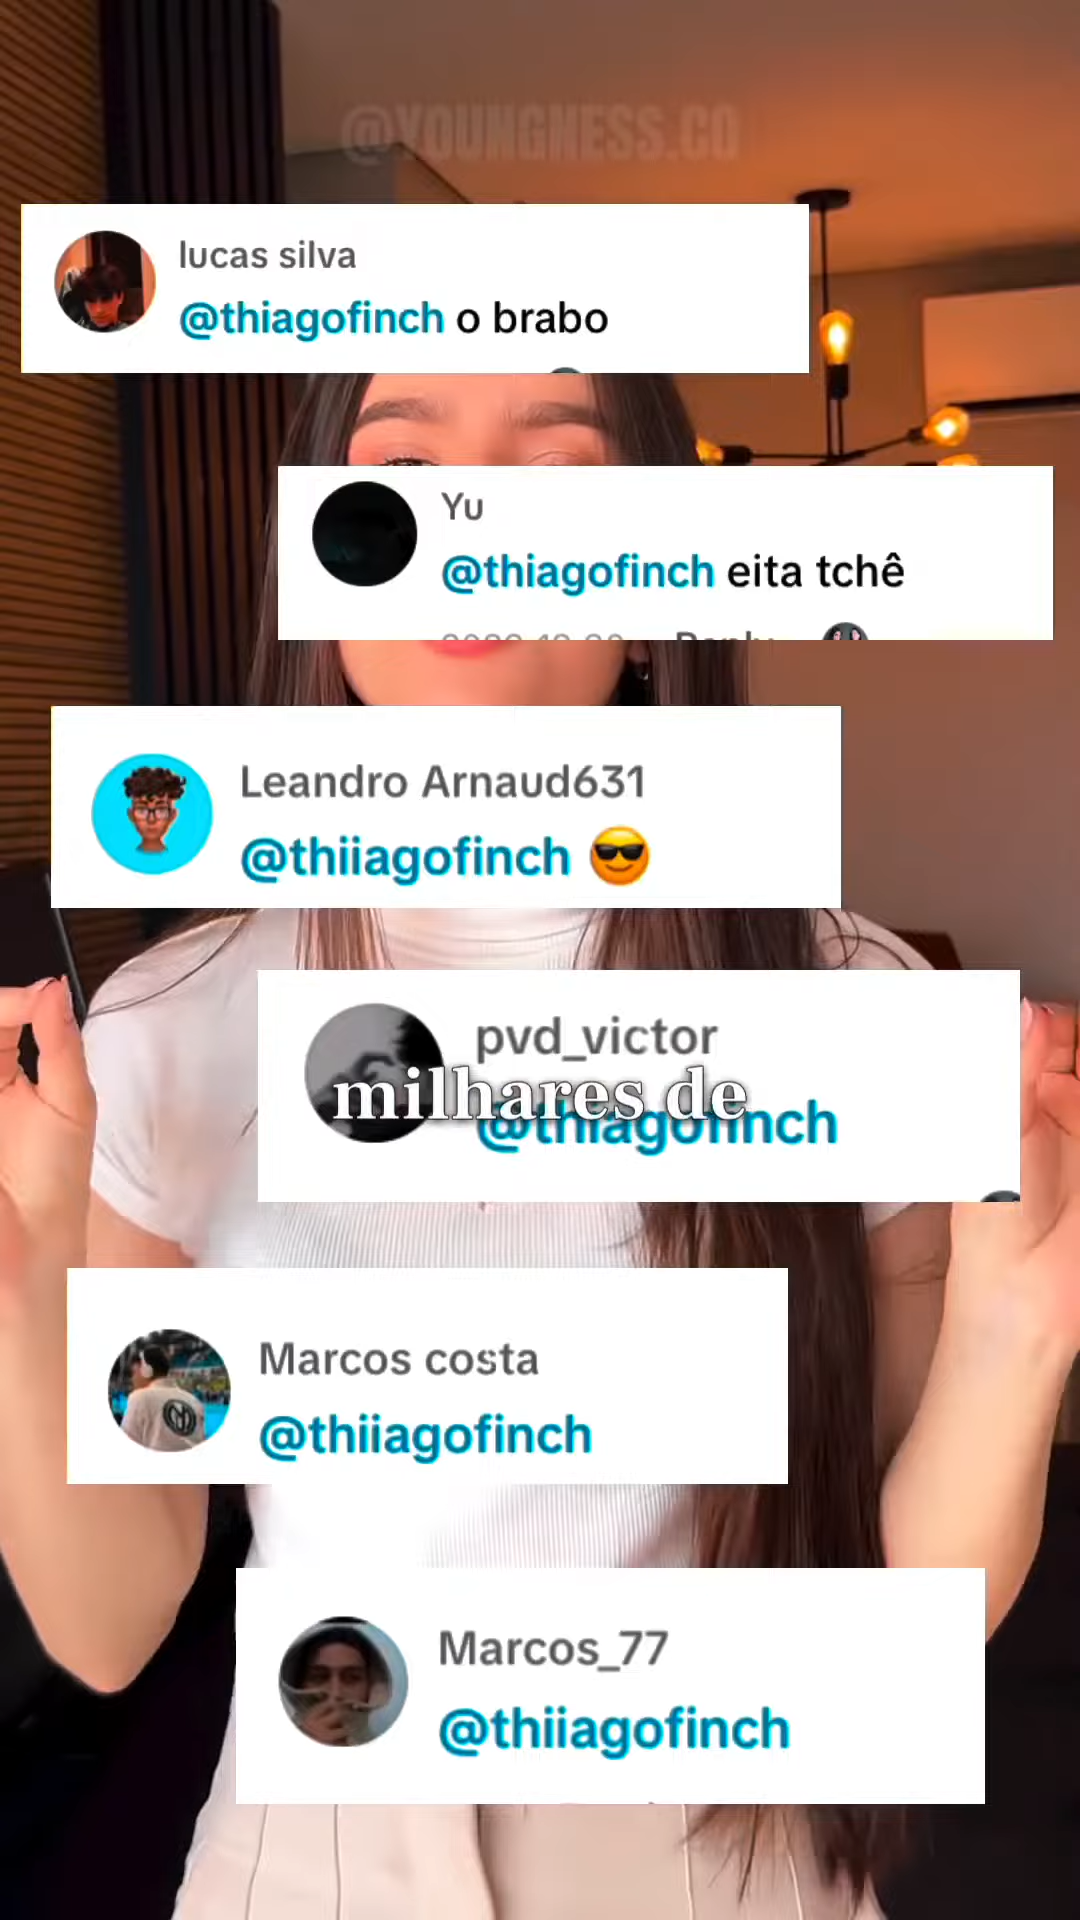 @YOUNGNESS.CO
lucas silva
@thiagofinch o brabo
Yu
@thiagofinch eita tchê
Leandro Arnaud631
@thiiagofinch 😎
pvd_victor
milhares de
@thiagofinch
Marcos costa
@thiiagofinch
Marcos_77
@thiiagofinch